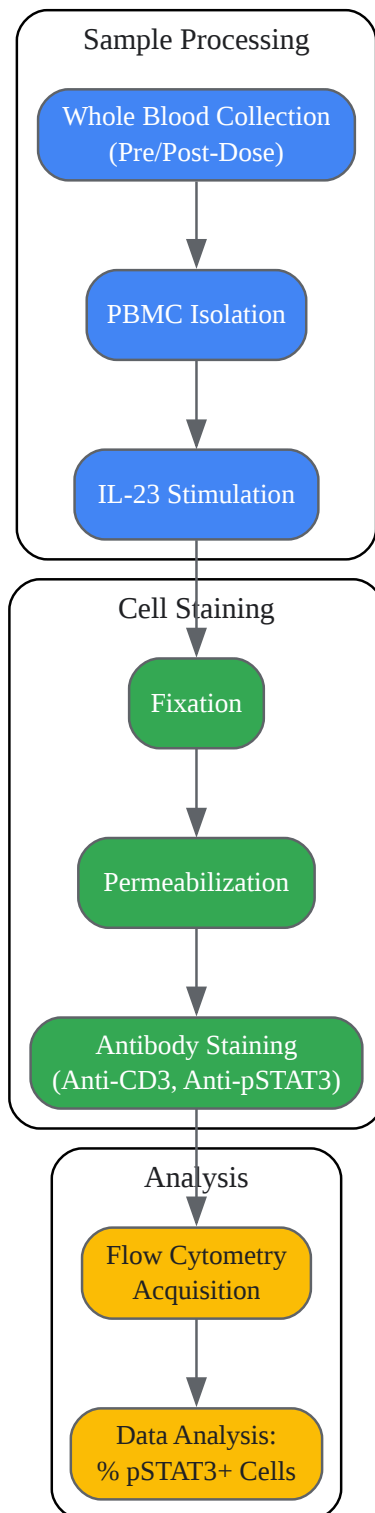 Sample Processing
Whole Blood Collection
(Pre/Post-Dose)
PBMC Isolation
IL-23 Stimulation
Cell Staining
Fixation
Permeabilization
Antibody Staining
(Anti-CD3, Anti-pSTAT3)
Analysis
Flow Cytometry
Acquisition
Data Analysis:
% pSTAT3+ Cells